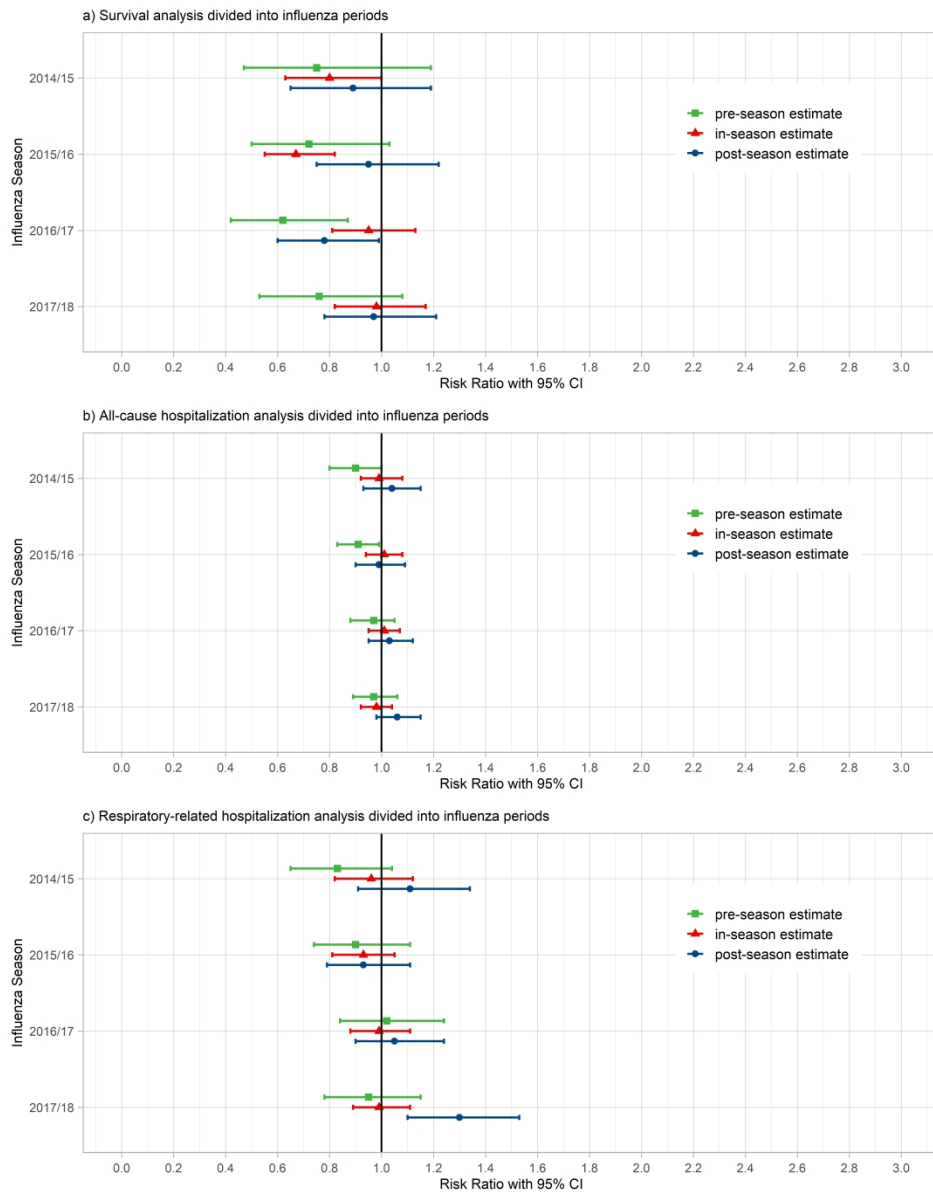 a) Survival analysis divided into influenza periods
Influenza Season
2014/15
2015/16
2016/17
2017/18
pre-season estimate
in-season estimate
post-season estimate
0.0 0.2 0.4 0.6 0.8 1.0 1.2 1.4 1.6 1.8 2.0 2.2 2.4 2.6 2.8 3.0
Risk Ratio with 95% CI
b) All-cause hospitalization analysis divided into influenza periods
Influenza Season
2014/15
2015/16
2016/17
2017/18
pre-season estimate
in-season estimate
post-season estimate
0.0 0.2 0.4 0.6 0.8 1.0 1.2 1.4 1.6 1.8 2.0 2.2 2.4 2.6 2.8 3.0
Risk Ratio with 95% CI
c) Respiratory-related hospitalization analysis divided into influenza periods
Influenza Season
2014/15
2015/16
2016/17
2017/18
pre-season estimate
in-season estimate
post-season estimate
0.0 0.2 0.4 0.6 0.8 1.0 1.2 1.4 1.6 1.8 2.0 2.2 2.4 2.6 2.8 3.0
Risk Ratio with 95% CI